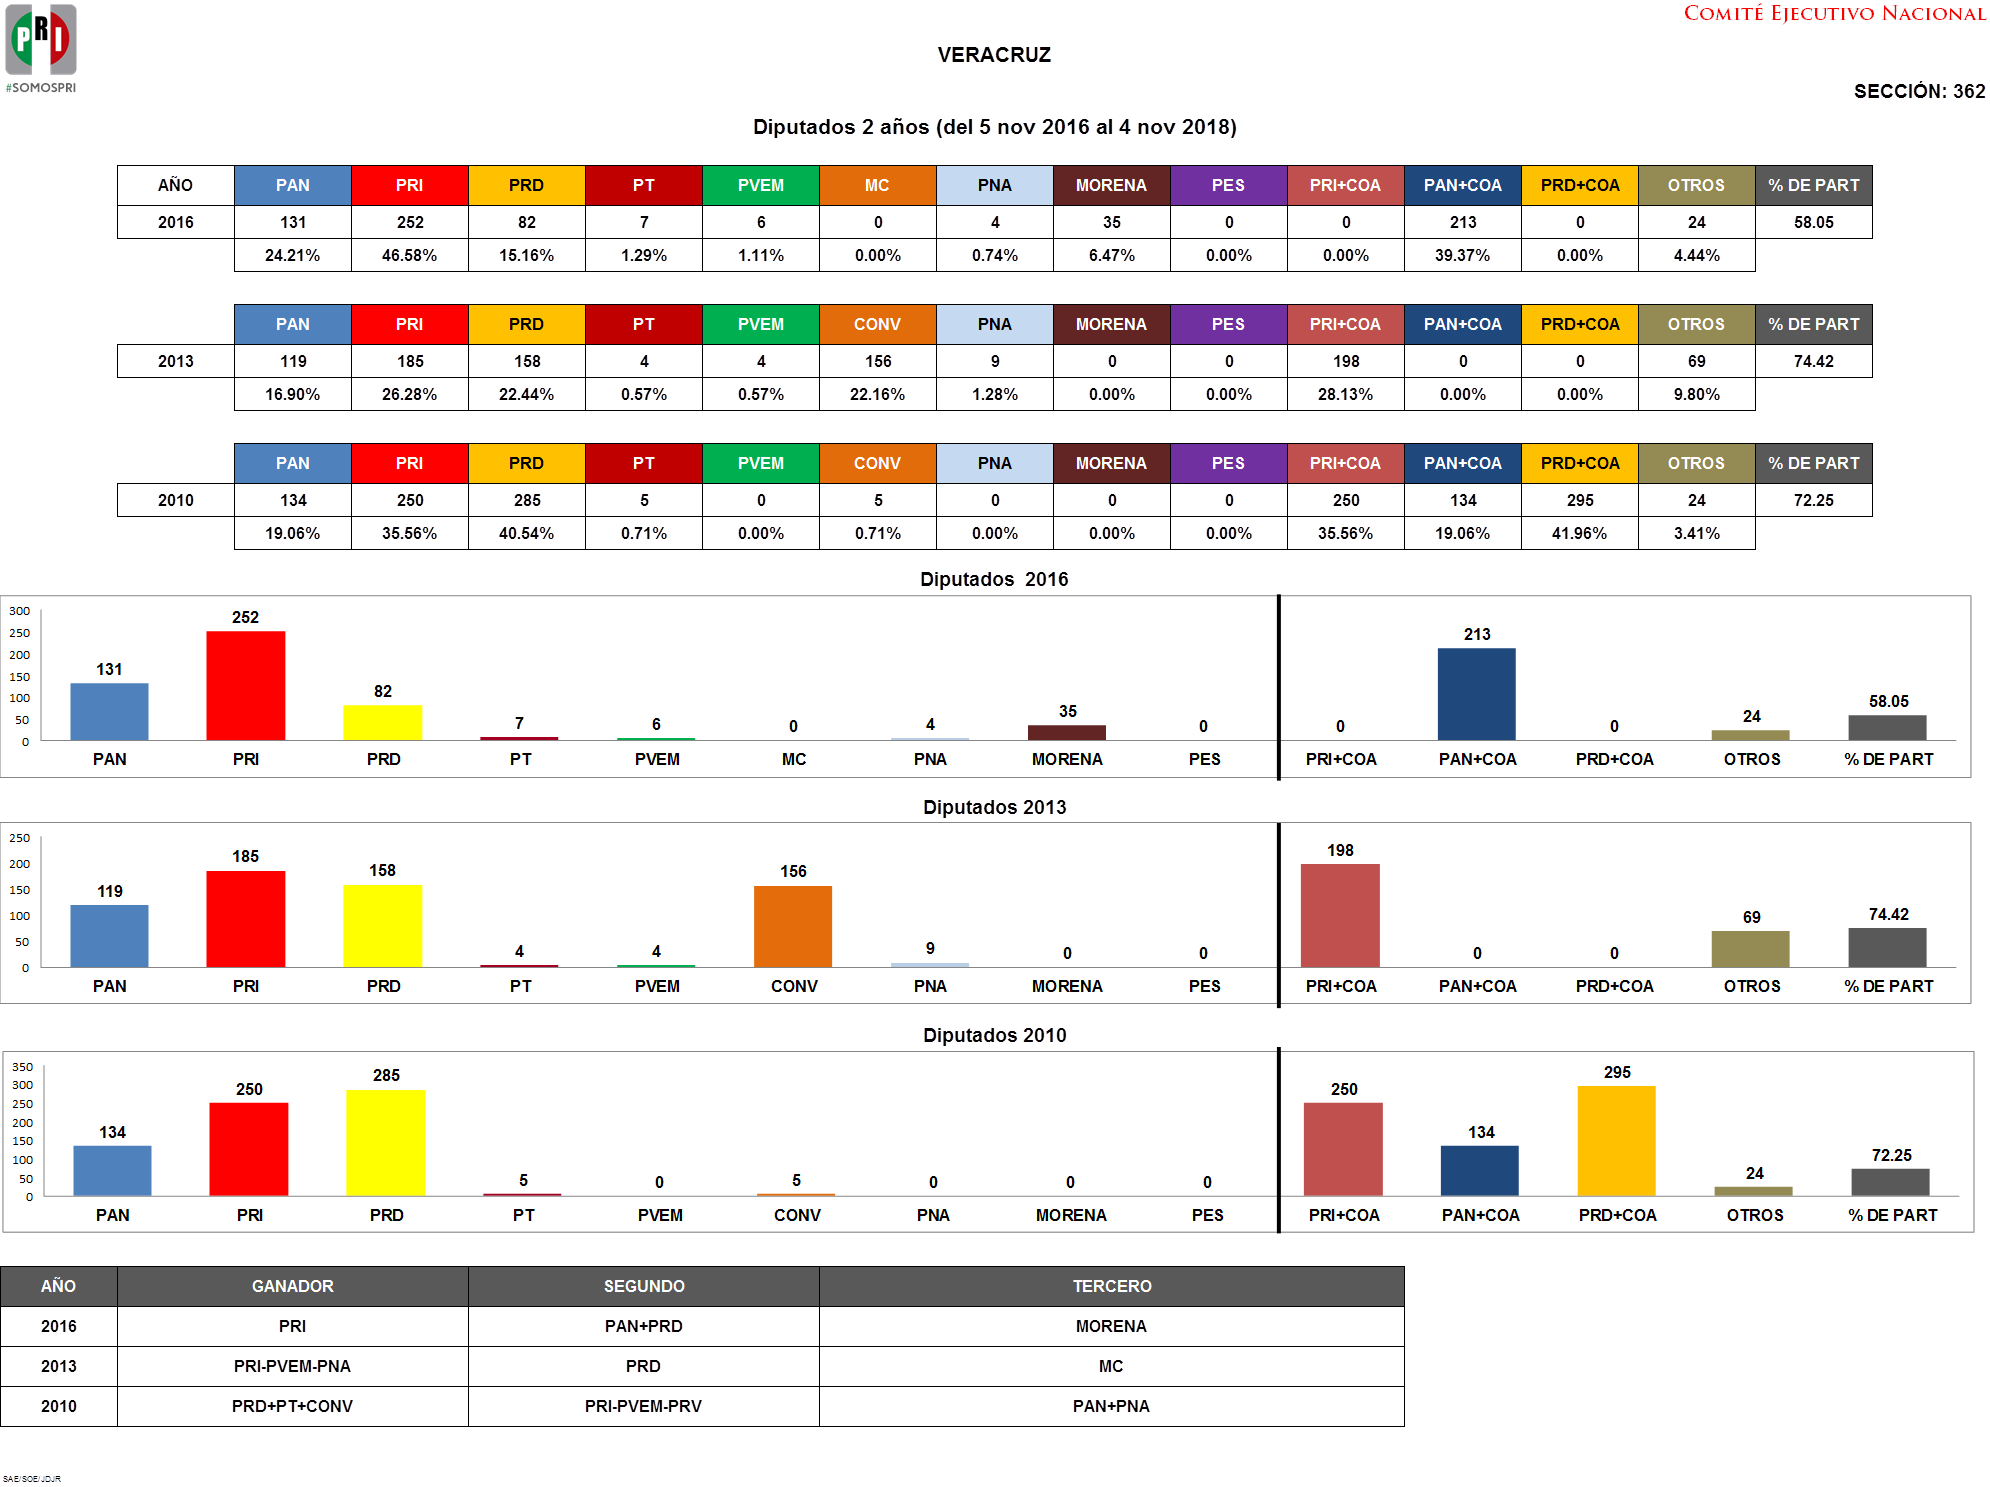 PRI
#SOMOSPRI
COMITÉ EJECUTIVO NACIONAL
VERACRUZ
SECCIÓN: 362
Diputados 2 años (del 5 nov 2016 al 4 nov 2018)
AÑO PAN PRI PRD PT PVEM MC PNA MORENA PES PRI+COA PAN+COA PRD+COA OTROS % DE PART
2016 131 252 82 7 6 0 4 35 0 0 213 0 24 58.05
24.21% 46.58% 15.16% 1.29% 1.11% 0.00% 0.74% 6.47% 0.00% 0.00% 39.37% 0.00% 4.44%
PAN PRI PRD PT PVEM CONV PNA MORENA PES PRI+COA PAN+COA PRD+COA OTROS % DE PART
2013 119 185 158 4 4 156 9 0 0 198 0 0 69 74.42
16.90% 26.28% 22.44% 0.57% 0.57% 22.16% 1.28% 0.00% 0.00% 28.13% 0.00% 0.00% 9.80%
PAN PRI PRD PT PVEM CONV PNA MORENA PES PRI+COA PAN+COA PRD+COA OTROS % DE PART
2010 134 250 285 5 0 5 0 0 0 250 134 295 24 72.25
19.06% 35.56% 40.54% 0.71% 0.00% 0.71% 0.00% 0.00% 0.00% 35.56% 19.06% 41.96% 3.41%
Diputados 2016
300
250
200
150
100
50
0
131 252 82 7 6 0 4 35 0 0 213 0 24 58.05
PAN PRI PRD PT PVEM MC PNA MORENA PES PRI+COA PAN+COA PRD+COA OTROS % DE PART
Diputados 2013
250
200
150
100
50
0
119 185 158 4 4 156 9 0 0 198 0 0 69 74.42
PAN PRI PRD PT PVEM CONV PNA MORENA PES PRI+COA PAN+COA PRD+COA OTROS % DE PART
Diputados 2010
350
300
250
200
150
100
50
0
134 250 285 5 0 5 0 0 0 250 134 295 24 72.25
PAN PRI PRD PT PVEM CONV PNA MORENA PES PRI+COA PAN+COA PRD+COA OTROS % DE PART
AÑO GANADOR SEGUNDO TERCERO
2016 PRI PAN+PRD MORENA
2013 PRI-PVEM-PNA PRD MC
2010 PRD+PT+CONV PRI-PVEM-PRV PAN+PNA
SAE/SOE/JDJR